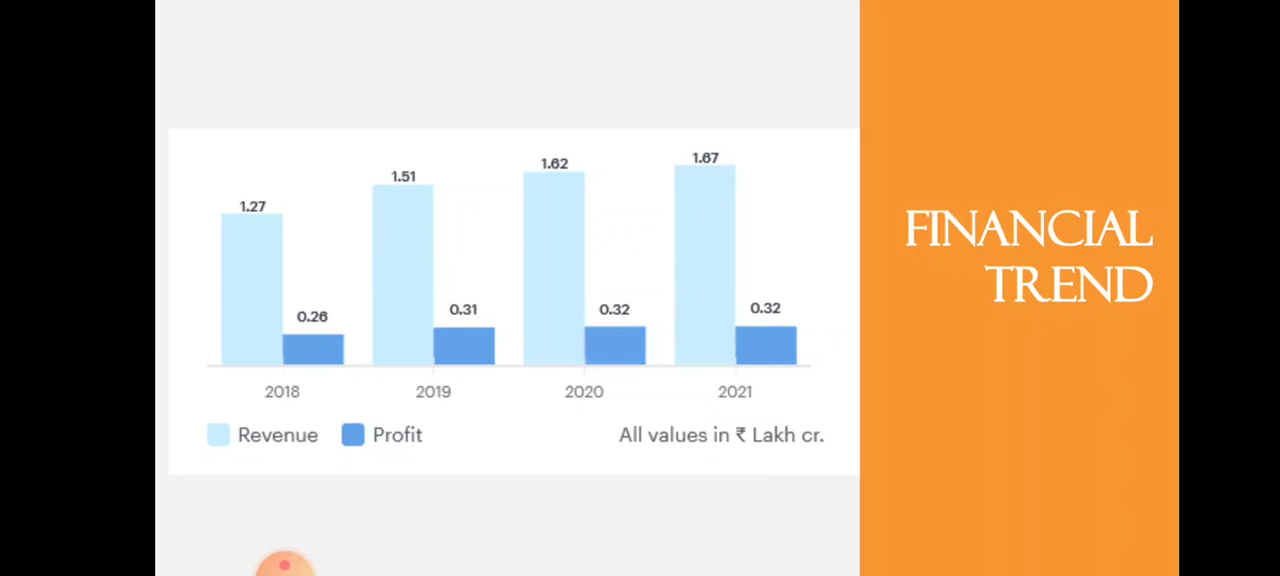 FINANCIAL
TREND
1.27
0.26
1.51
0.31
1.62
0.32
1.67
0.32
2018
2019
2020
2021
Revenue
Profit
All values in ₹ Lakh cr.